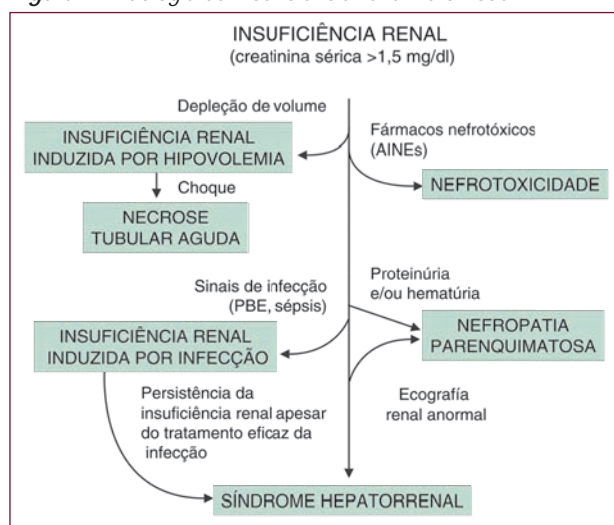 INSUFICIÊNCIA RENAL
(creatinina sérica >1,5 mg/dl)
Depleção de volume
INSUFICIÊNCIA RENAL
INDUZIDA POR HIPOVOLEMIA
Fármacos nefrotóxicos
(AINEs)
Choque
NEFROTOXICIDADE
NECROSE
TUBULAR AGUDA
Sinais de infecção
(PBE, sépsis)
Proteinúria
e/ou hematúria
INSUFICIÊNCIA RENAL
INDUZIDA POR INFECÇÃO
NEFROPATIA
PARENQUIMATOSA
Persistência da
insuficiência renal apesar
do tratamento eficaz da
infecção
Ecografía
renal anormal
SÍNDROME HEPATORRENAL